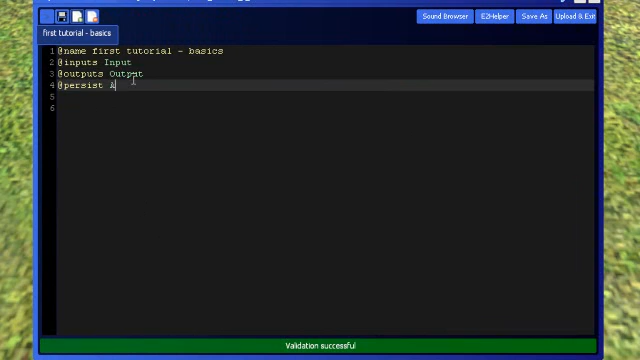 Sound Browser E2Helper Save As Upload & Exit
first tutorial - basics
1 @name first tutorial - basics
2 @inputs Input
3 @outputs Output
4 @persist A
5
6
Validation successful